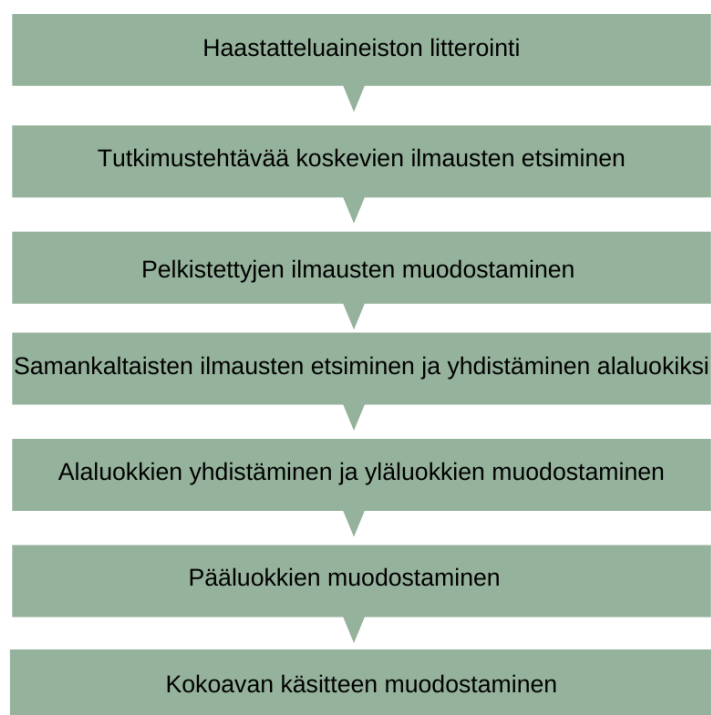 Haastatteluaineiston litterointi
Tutkimustehtävää koskevien ilmausten etsiminen
Pelkistettyjen ilmausten muodostaminen
Samankaltaisten ilmausten etsiminen ja yhdistäminen alaluokiksi
Alaluokkien yhdistäminen ja yläluokkien muodostaminen
Pääluokkien muodostaminen
Kokoavan käsitteen muodostaminen